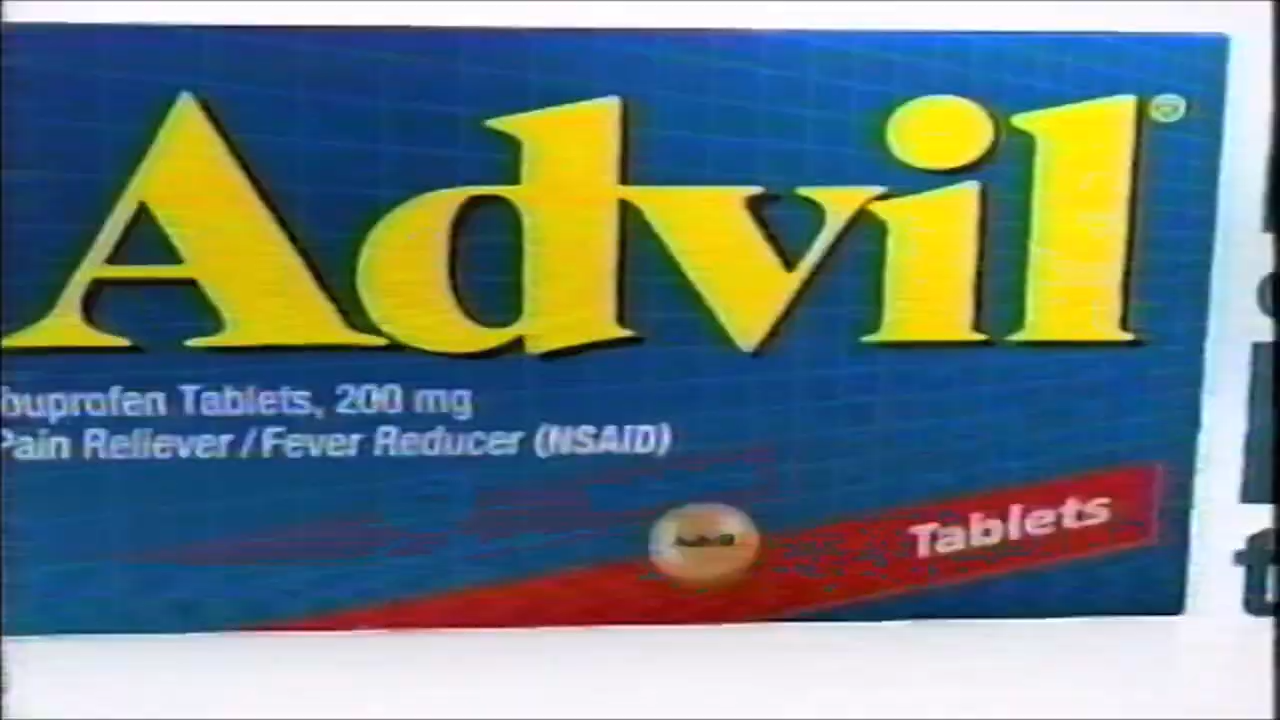 Advil®
buprofen Tablets, 200 mg
Pain Reliever / Fever Reducer (NSAID)
Tablets